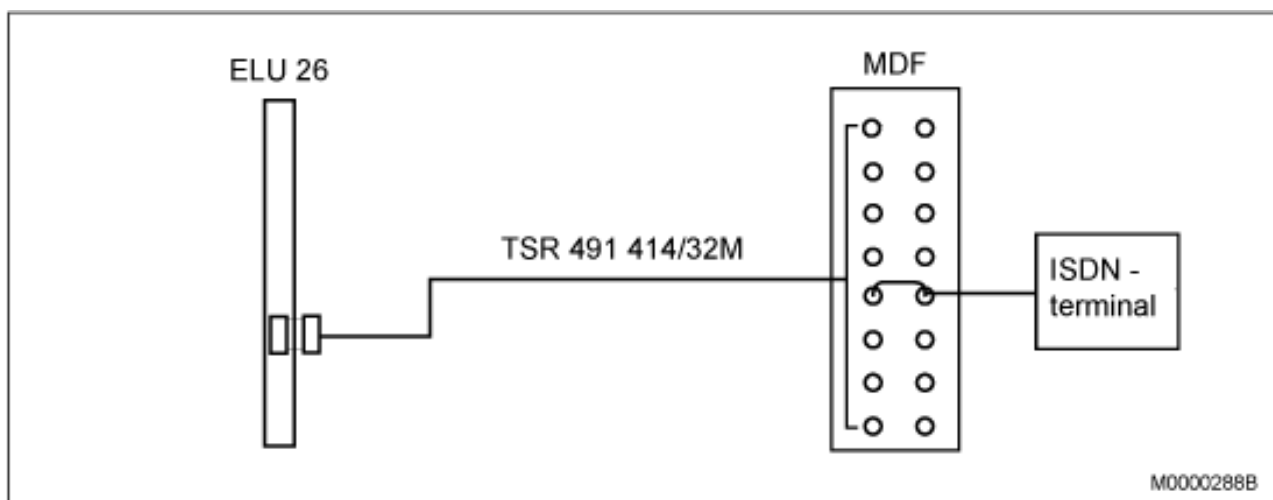 ELU 26
MDF
TSR 491 414/32M
ISDN -
terminal
M0000288B